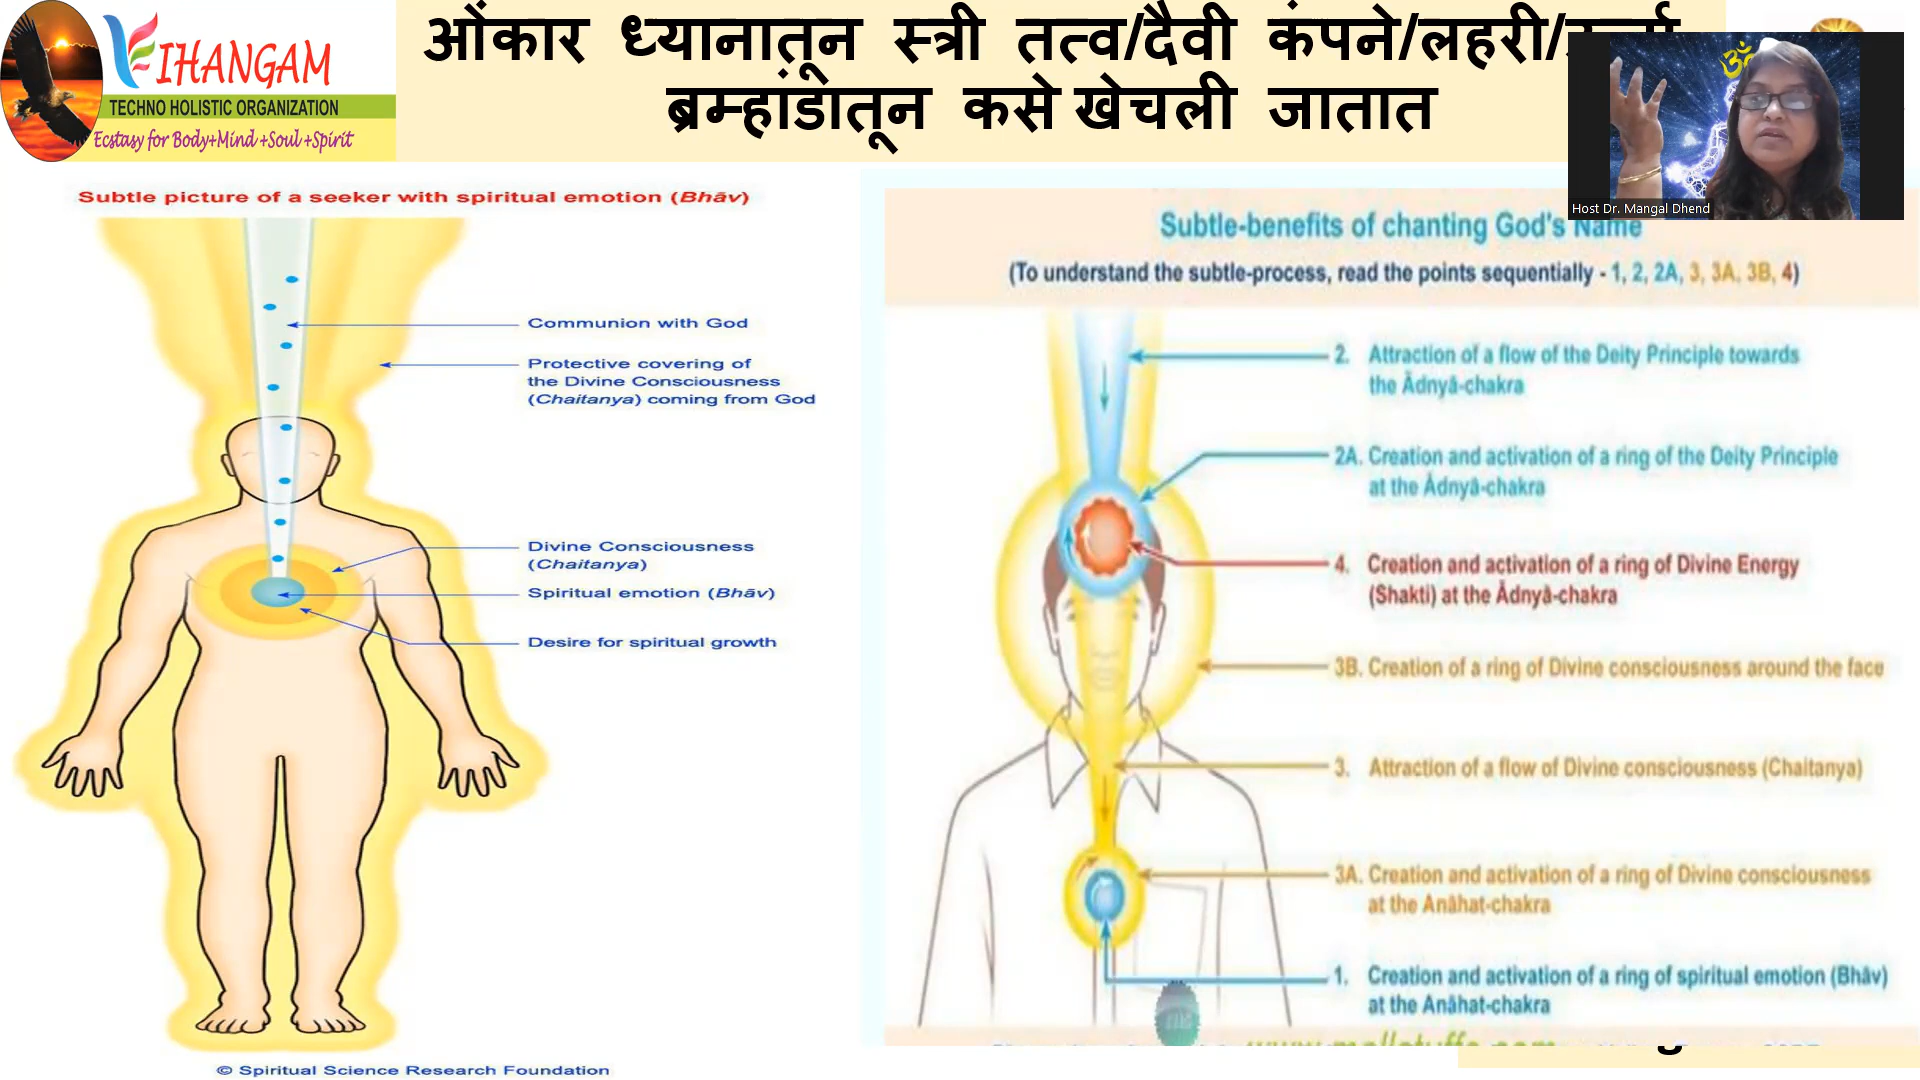 VIHANGAM
TECHNO HOLISTIC ORGANIZATION
Ecstasy for Body+Mind +Soul +Spirit
ओंकार ध्यानातून स्त्री तत्व/दैवी कंपने/लहरी/
ब्रम्हांडातून कसे खेचली जातात
Host Dr. Mangal Dhend
Subtle picture of a seeker with spiritual emotion (Bhāv)
Communion with God
Protective covering of
the Divine Consciousness
(Chaitanya) coming from God
Divine Consciousness
(Chaitanya)
Spiritual emotion (Bhāv)
Desire for spiritual growth
© Spiritual Science Research Foundation
Subtle-benefits of chanting God's Name
(To understand the subtle-process, read the points sequentially - 1, 2, 2A, 3, 3A, 3B, 4)
2. Attraction of a flow of the Deity Principle towards
the Ādnyā-chakra
2A. Creation and activation of a ring of the Deity Principle
at the Ādnyā-chakra
4. Creation and activation of a ring of Divine Energy
(Shakti) at the Ādnyā-chakra
3B. Creation of a ring of Divine consciousness around the face
3. Attraction of a flow of Divine consciousness (Chaitanya)
3A. Creation and activation of a ring of Divine consciousness
at the Anāhat-chakra
1. Creation and activation of a ring of spiritual emotion (Bhāv)
at the Anāhat-chakra